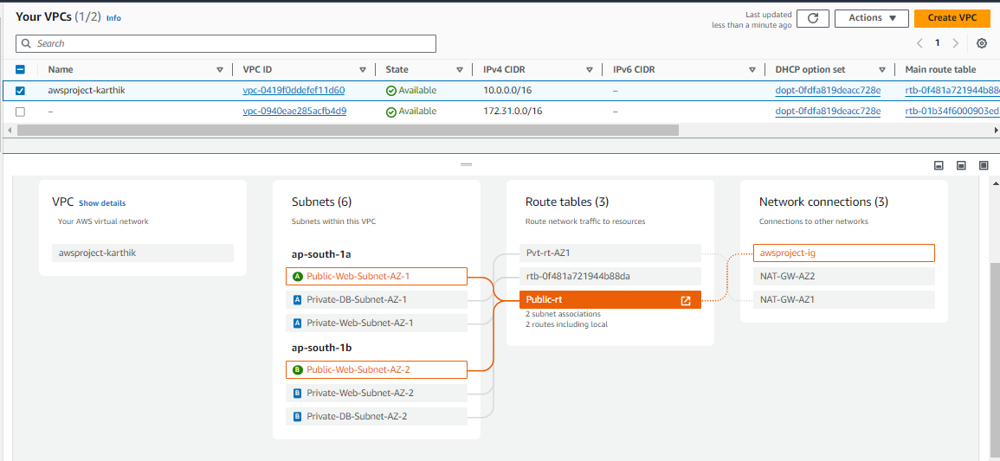 Your VPCs (1/2) Info
Last updated
less than a minute ago
Actions
Create VPC
Search
1
Name VPC ID State IPv4 CIDR IPv6 CIDR DHCP option set Main route table
awsproject-karthik vpc-0419f0ddefef11d60 Available 10.0.0.0/16 – dopt-0fdfa819deacc728e rtb-0f481a721944b88d
– vpc-0940eae285acfb4d9 Available 172.31.0.0/16 – dopt-0fdfa819deacc728e rtb-01b34f6000903ed
VPC Show details
Your AWS virtual network
awsproject-karthik
Subnets (6)
Subnets within this VPC
ap-south-1a
A Public-Web-Subnet-AZ-1
A Private-DB-Subnet-AZ-1
A Private-Web-Subnet-AZ-1
ap-south-1b
B Public-Web-Subnet-AZ-2
B Private-Web-Subnet-AZ-2
B Private-DB-Subnet-AZ-2
Route tables (3)
Route network traffic to resources
Pvt-rt-AZ1
rtb-0f481a721944b88da
Public-rt
2 subnet associations
2 routes including local
Network connections (3)
Connections to other networks
awsproject-ig
NAT-GW-AZ2
NAT-GW-AZ1